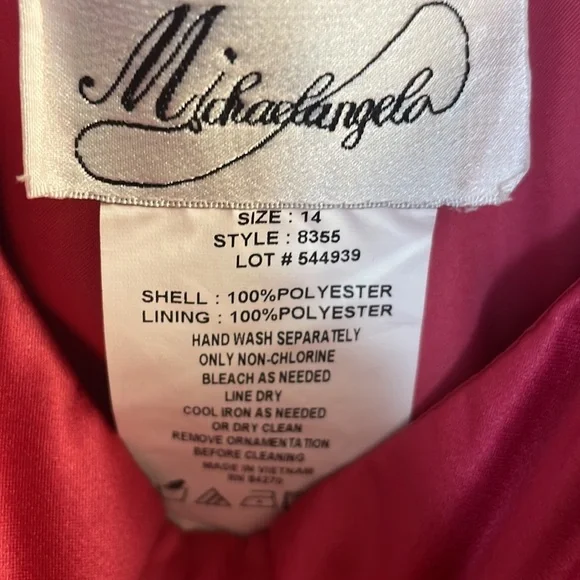 Michaelangelo
SIZE : 14
STYLE : 8355
LOT # 544939
SHELL : 100%POLYESTER
LINING : 100%POLYESTER
HAND WASH SEPARATELY
ONLY NON-CHLORINE
BLEACH AS NEEDED
LINE DRY
COOL IRON AS NEEDED
OR DRY CLEAN
REMOVE ORNAMENTATION
BEFORE CLEANING
MADE IN VIETNAM
RN 84270